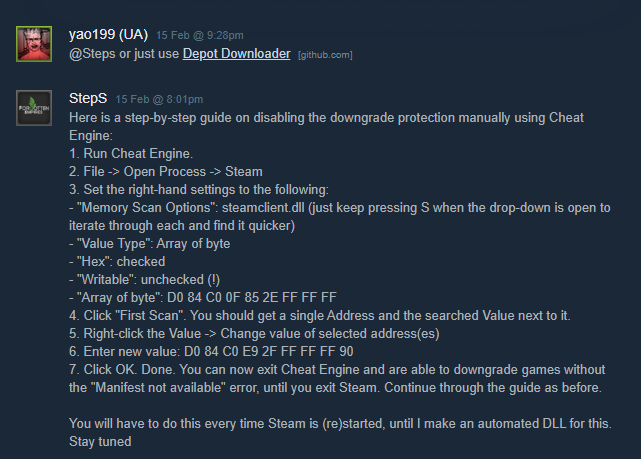 yao199 (UA) 15 Feb @ 9:28pm
@Steps or just use Depot Downloader [github.com]
FORGOTTEN
EMPIRES
StepS 15 Feb @ 8:01pm
Here is a step-by-step guide on disabling the downgrade protection manually using Cheat
Engine:
1. Run Cheat Engine.
2. File -> Open Process -> Steam
3. Set the right-hand settings to the following:
- "Memory Scan Options": steamclient.dll (just keep pressing S when the drop-down is open to
iterate through each and find it quicker)
- "Value Type": Array of byte
- "Hex": checked
- "Writable": unchecked (!)
- "Array of byte": D0 84 C0 0F 85 2E FF FF FF
4. Click "First Scan". You should get a single Address and the searched Value next to it.
5. Right-click the Value -> Change value of selected address(es)
6. Enter new value: D0 84 C0 E9 2F FF FF FF 90
7. Click OK. Done. You can now exit Cheat Engine and are able to downgrade games without
the "Manifest not available" error, until you exit Steam. Continue through the guide as before.
You will have to do this every time Steam is (re)started, until I make an automated DLL for this.
Stay tuned